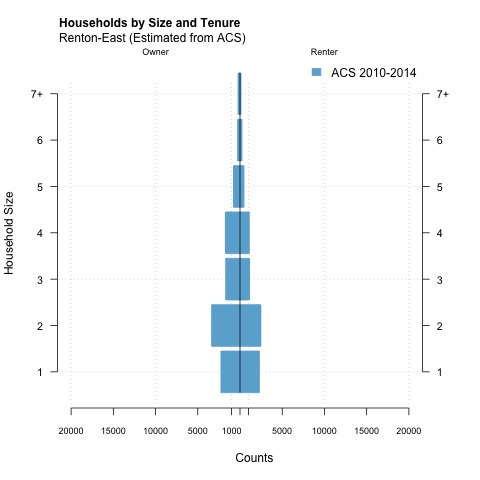 Households by Size and Tenure
Renton-East (Estimated from ACS)
Owner Renter
ACS 2010-2014
7+ 7+
6 6
5 5
4 4
3 3
2 2
1 1
Household Size
20000 15000 10000 5000 1000 5000 10000 15000 20000
Counts